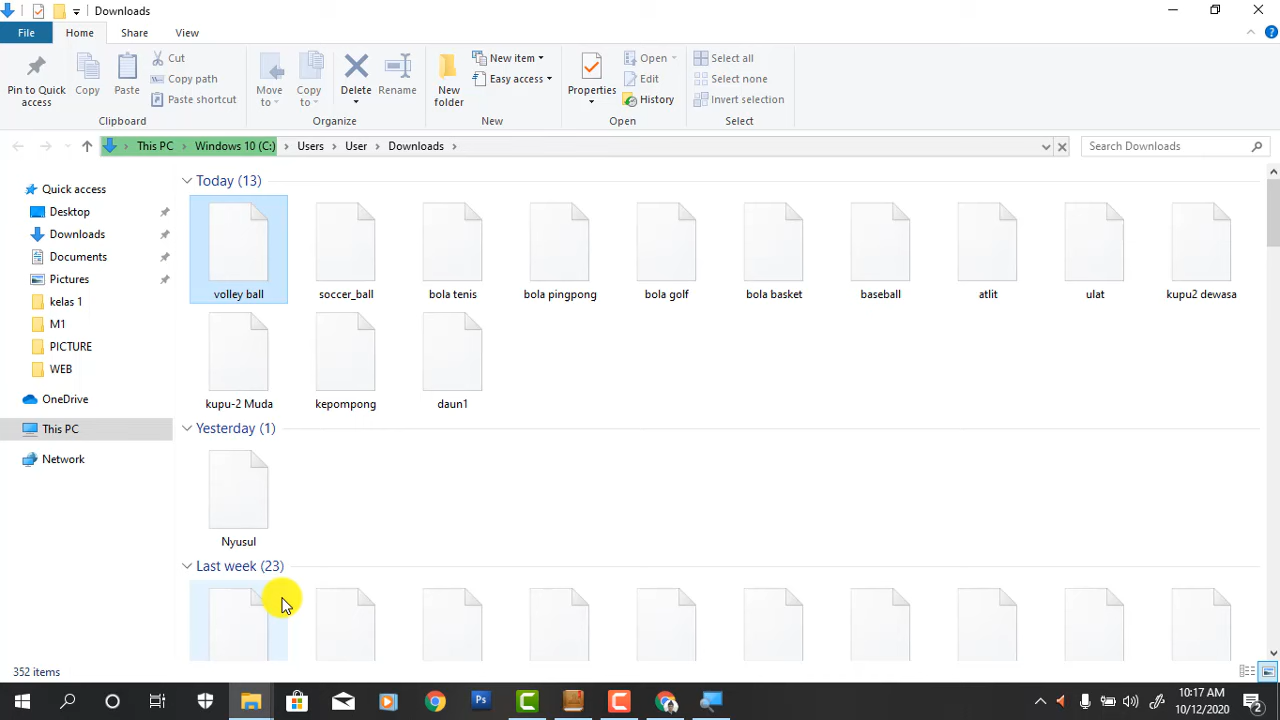 Downloads
File
Home
Share
View
Pin to Quick access
Copy
Paste
Cut
Copy path
Paste shortcut
Clipboard
Move to
Copy to
Delete
Rename
Organize
New folder
New item
Easy access
New
Properties
Open
Edit
History
Open
Select all
Select none
Invert selection
Select
This PC
Windows 10 (C:)
Users
User
Downloads
Search Downloads
Quick access
Desktop
Downloads
Documents
Pictures
kelas 1
M1
PICTURE
WEB
OneDrive
This PC
Network
Today (13)
volley ball
soccer_ball
bola tenis
bola pingpong
bola golf
bola basket
baseball
atlit
ulat
kupu2 dewasa
kupu-2 Muda
kepompong
daun1
Yesterday (1)
Nyusul
Last week (23)
352 items
Ps
C
C
10:17 AM
10/12/2020
2